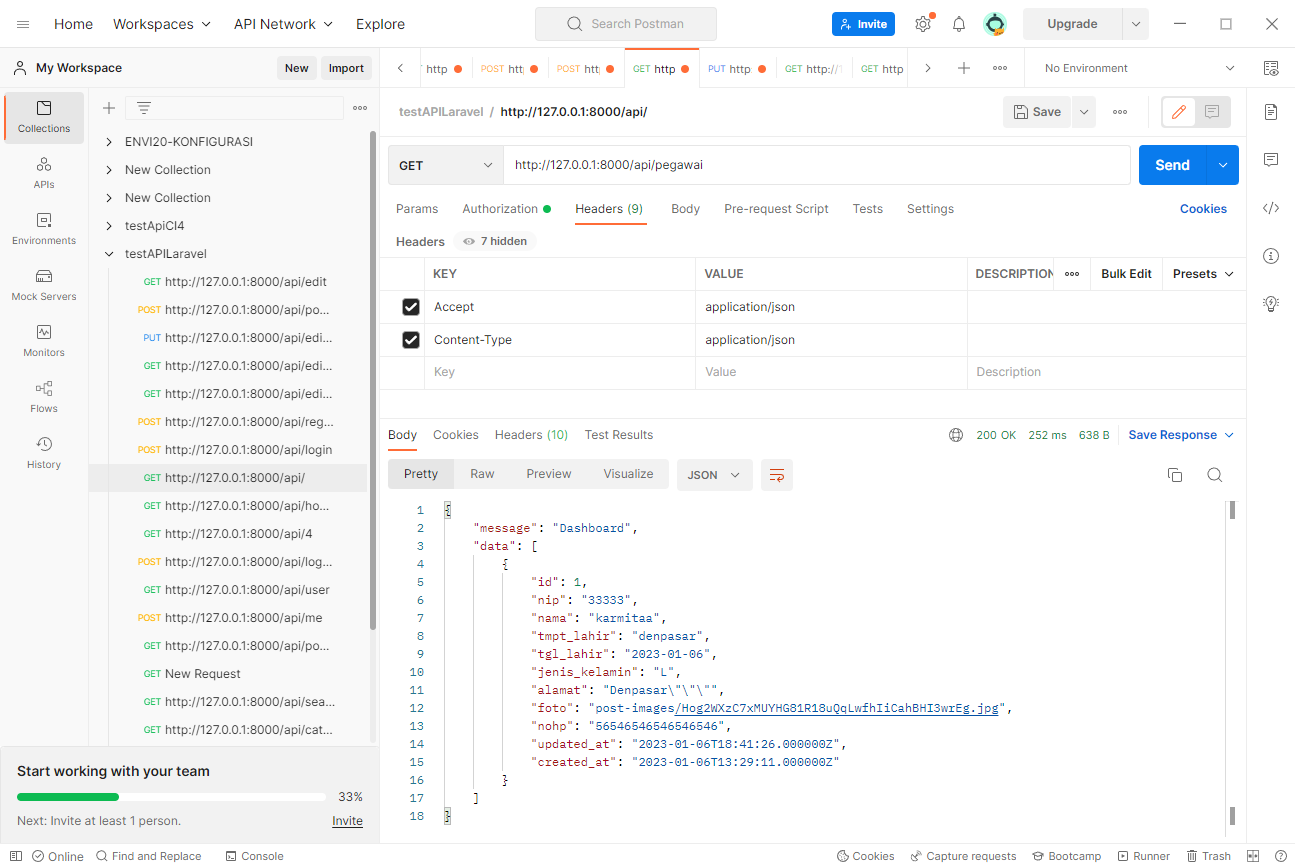 Home Workspaces API Network Explore Search Postman Invite Upgrade
My Workspace New Import
http POST htt POST htt GET http PUT http GET http:// GET http No Environment
Collections
APIs
Environments
Mock Servers
Monitors
Flows
History
ENVI20-KONFIGURASI
New Collection
New Collection
testApiCI4
testAPILaravel
GET http://127.0.0.1:8000/api/edit
POST http://127.0.0.1:8000/api/po...
PUT http://127.0.0.1:8000/api/edi...
GET http://127.0.0.1:8000/api/edi...
GET http://127.0.0.1:8000/api/edi...
POST http://127.0.0.1:8000/api/reg...
POST http://127.0.0.1:8000/api/login
GET http://127.0.0.1:8000/api/
GET http://127.0.0.1:8000/api/ho...
GET http://127.0.0.1:8000/api/4
POST http://127.0.0.1:8000/api/log...
GET http://127.0.0.1:8000/api/user
POST http://127.0.0.1:8000/api/me
GET http://127.0.0.1:8000/api/po...
GET New Request
GET http://127.0.0.1:8000/api/sea...
GET http://127.0.0.1:8000/api/cat...
Start working with your team
33%
Next: Invite at least 1 person. Invite
testAPILaravel / http://127.0.0.1:8000/api/ Save
GET http://127.0.0.1:8000/api/pegawai Send
Params Authorization Headers (9) Body Pre-request Script Tests Settings Cookies
Headers 7 hidden
KEY VALUE DESCRIPTION Bulk Edit Presets
Accept application/json
Content-Type application/json
Key Value Description
Body Cookies Headers (10) Test Results 200 OK 252 ms 638 B Save Response
Pretty Raw Preview Visualize JSON
1 {
2 "message": "Dashboard",
3 "data": [
4 {
5 "id": 1,
6 "nip": "33333",
7 "nama": "karmitaa",
8 "tmpt_lahir": "denpasar",
9 "tgl_lahir": "2023-01-06",
10 "jenis_kelamin": "L",
11 "alamat": "Denpasar\"\"\"",
12 "foto": "post-images/Hog2WXzC7xMUYHG81R18uQqLwfhIiCahBHI3wrEg.jpg",
13 "nohp": "56546546546546546",
14 "updated_at": "2023-01-06T18:41:26.000000Z",
15 "created_at": "2023-01-06T13:29:11.000000Z"
16 }
17 ]
18 }
Online Find and Replace Console Cookies Capture requests Bootcamp Runner Trash